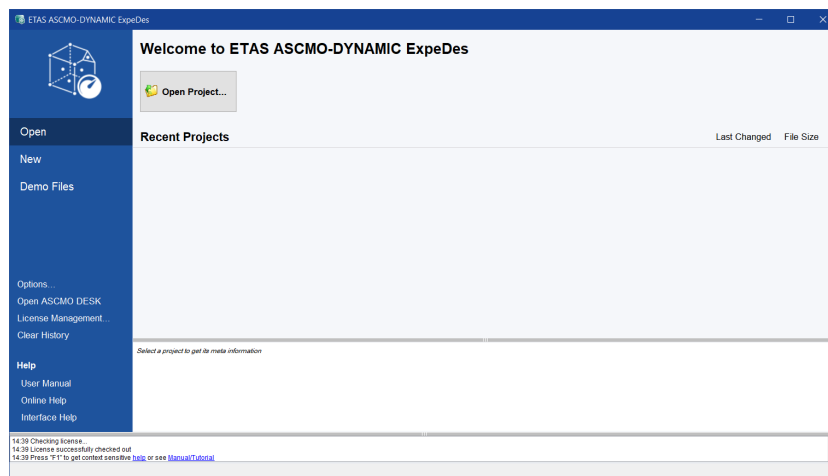 ETAS ASCMO-DYNAMIC ExpeDes
Welcome to ETAS ASCMO-DYNAMIC ExpeDes
Open Project...
Open
New
Demo Files
Recent Projects
Last Changed File Size
Options...
Open ASCMO DESK
License Management...
Clear History
Help
User Manual
Online Help
Interface Help
Select a project to get its meta information
14:39 Checking license...
14:39 License successfully checked out
14:39 Press "F1" to get context sensitive help or see Manual/Tutorial